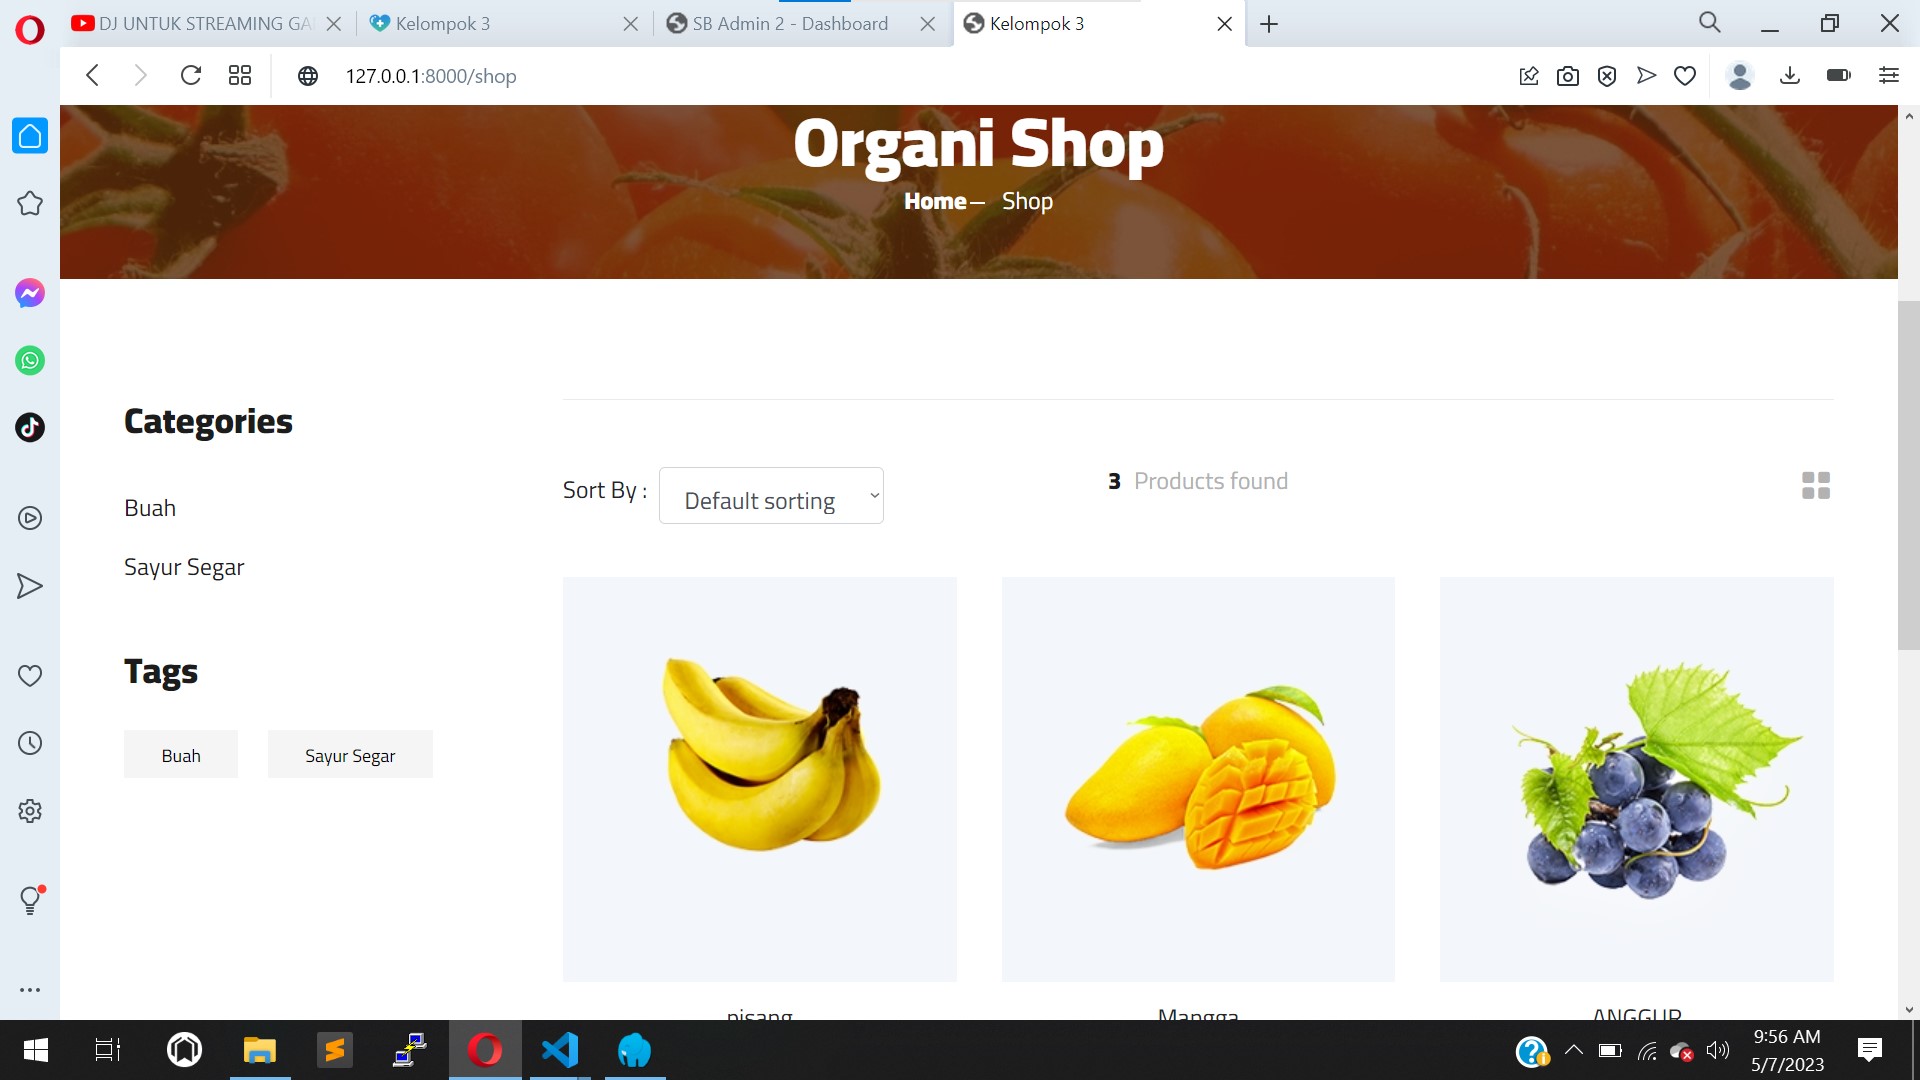 DJ UNTUK STREAMING GA
Kelompok 3
SB Admin 2 - Dashboard
Kelompok 3
127.0.0.1:8000/shop
Organi Shop
Home— Shop
Categories
Buah
Sayur Segar
Tags
Buah
Sayur Segar
Sort By :
Default sorting
3 Products found
pisang
Mangga
ANGGUR
9:56 AM
5/7/2023